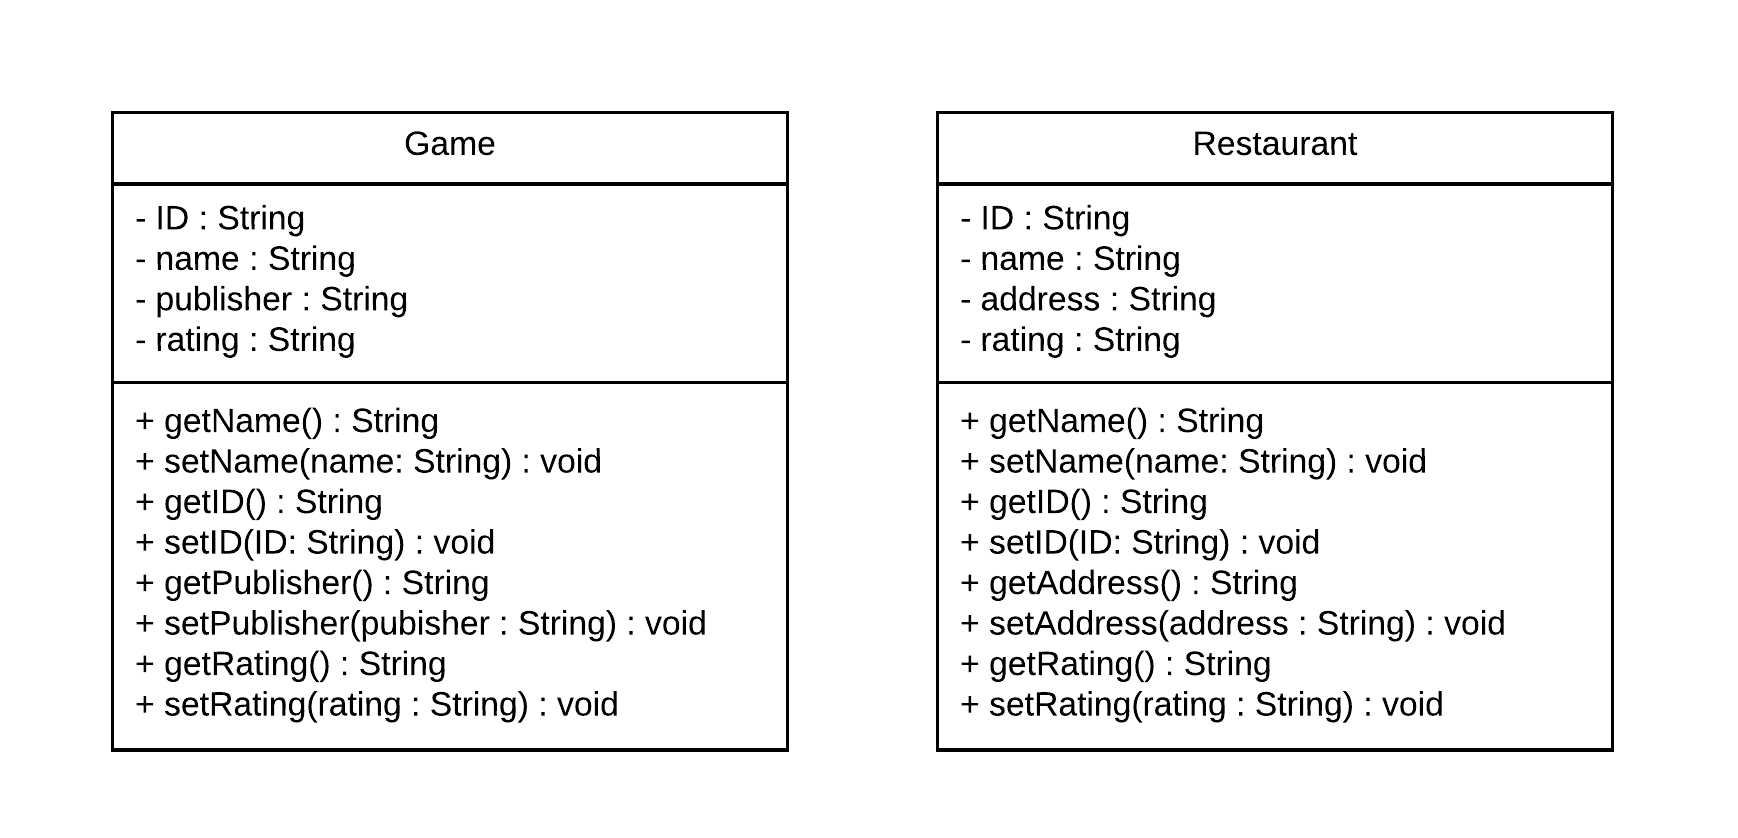 Game
- ID : String
- name : String
- publisher : String
- rating : String
+ getName() : String
+ setName(name: String) : void
+ getID() : String
+ setID(ID: String) : void
+ getPublisher() : String
+ setPublisher(pubisher : String) : void
+ getRating() : String
+ setRating(rating : String) : void
Restaurant
- ID : String
- name : String
- address : String
- rating : String
+ getName() : String
+ setName(name: String) : void
+ getID() : String
+ setID(ID: String) : void
+ getAddress() : String
+ setAddress(address : String) : void
+ getRating() : String
+ setRating(rating : String) : void